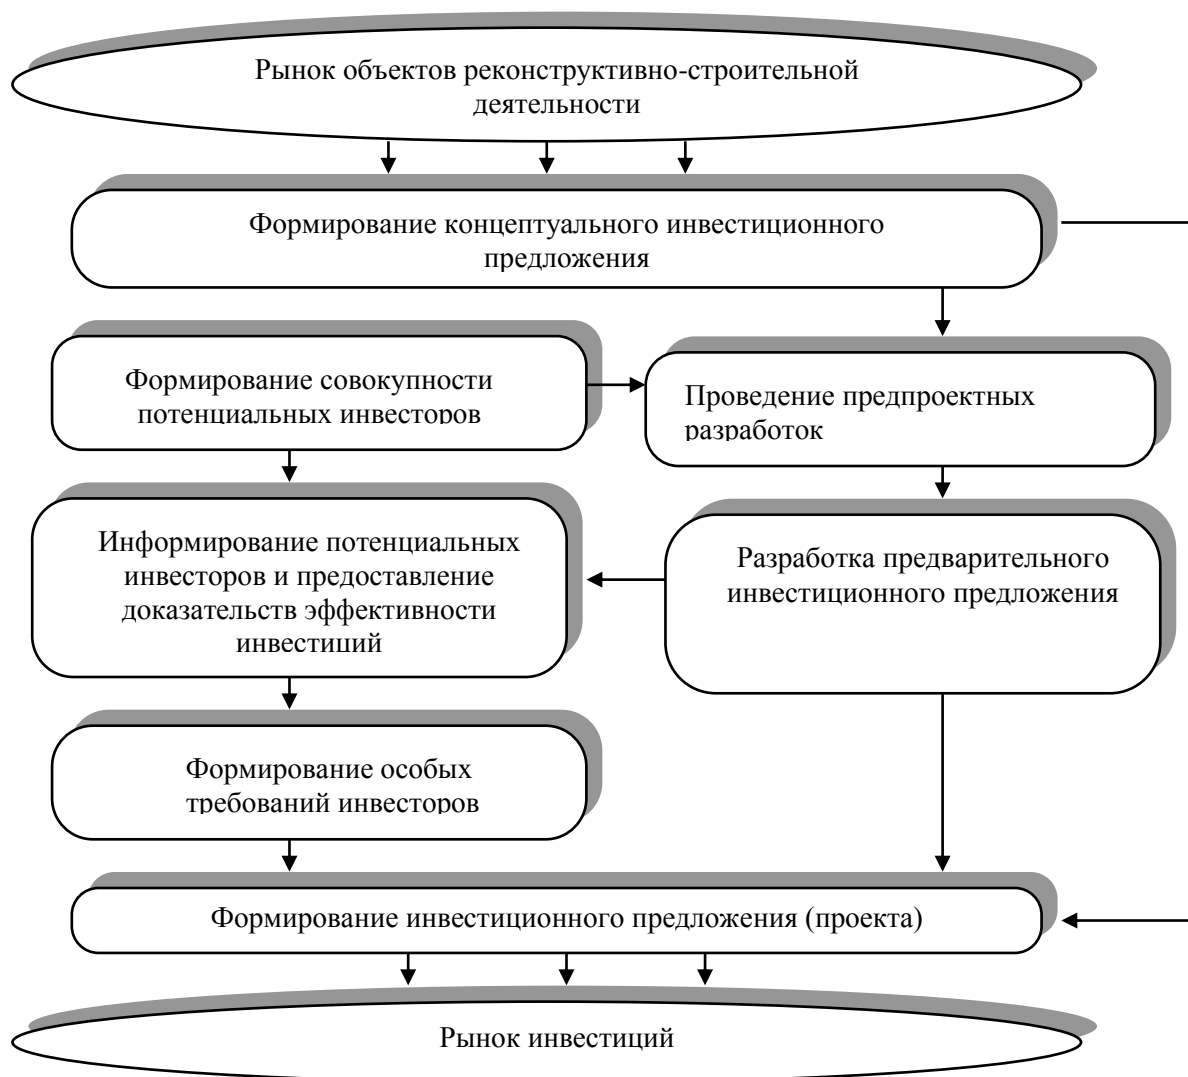 Рынок объектов реконструктивно-строительной
деятельности
Формирование концептуального инвестиционного
предложения
Формирование совокупности
потенциальных инвесторов
Проведение предпроектных
разработок
Информирование потенциальных
инвесторов и предоставление
доказательств эффективности
инвестиций
Разработка предварительного
инвестиционного предложения
Формирование особых
требований инвесторов
Формирование инвестиционного предложения (проекта)
Рынок инвестиций